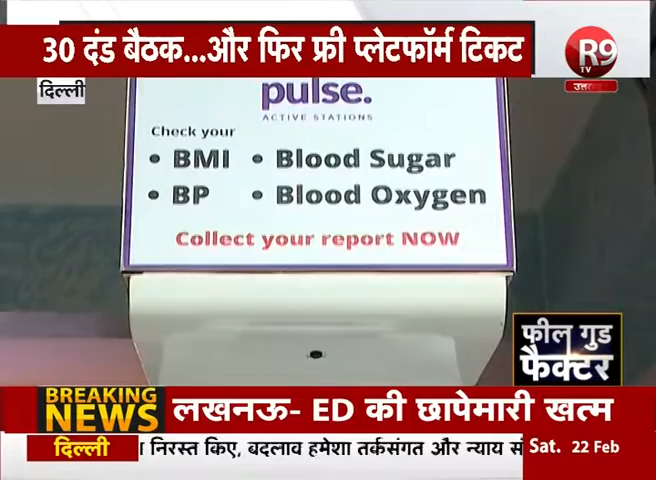 30 दंड बैठक...और फिर फ्री प्लेटफॉर्म टिकट
R9
TV
दिल्ली
pulse.
ACTIVE STATIONS
Check your
• BMI • Blood Sugar
• BP • Blood Oxygen
Collect your report NOW
फील गुड
फैक्टर
BREAKING
NEWS
लखनऊ- ED की छापेमारी खत्म
दिल्ली
निरस्त किए, बदलाव हमेशा तर्कसंगत और न्याय
Sat. 22 Feb